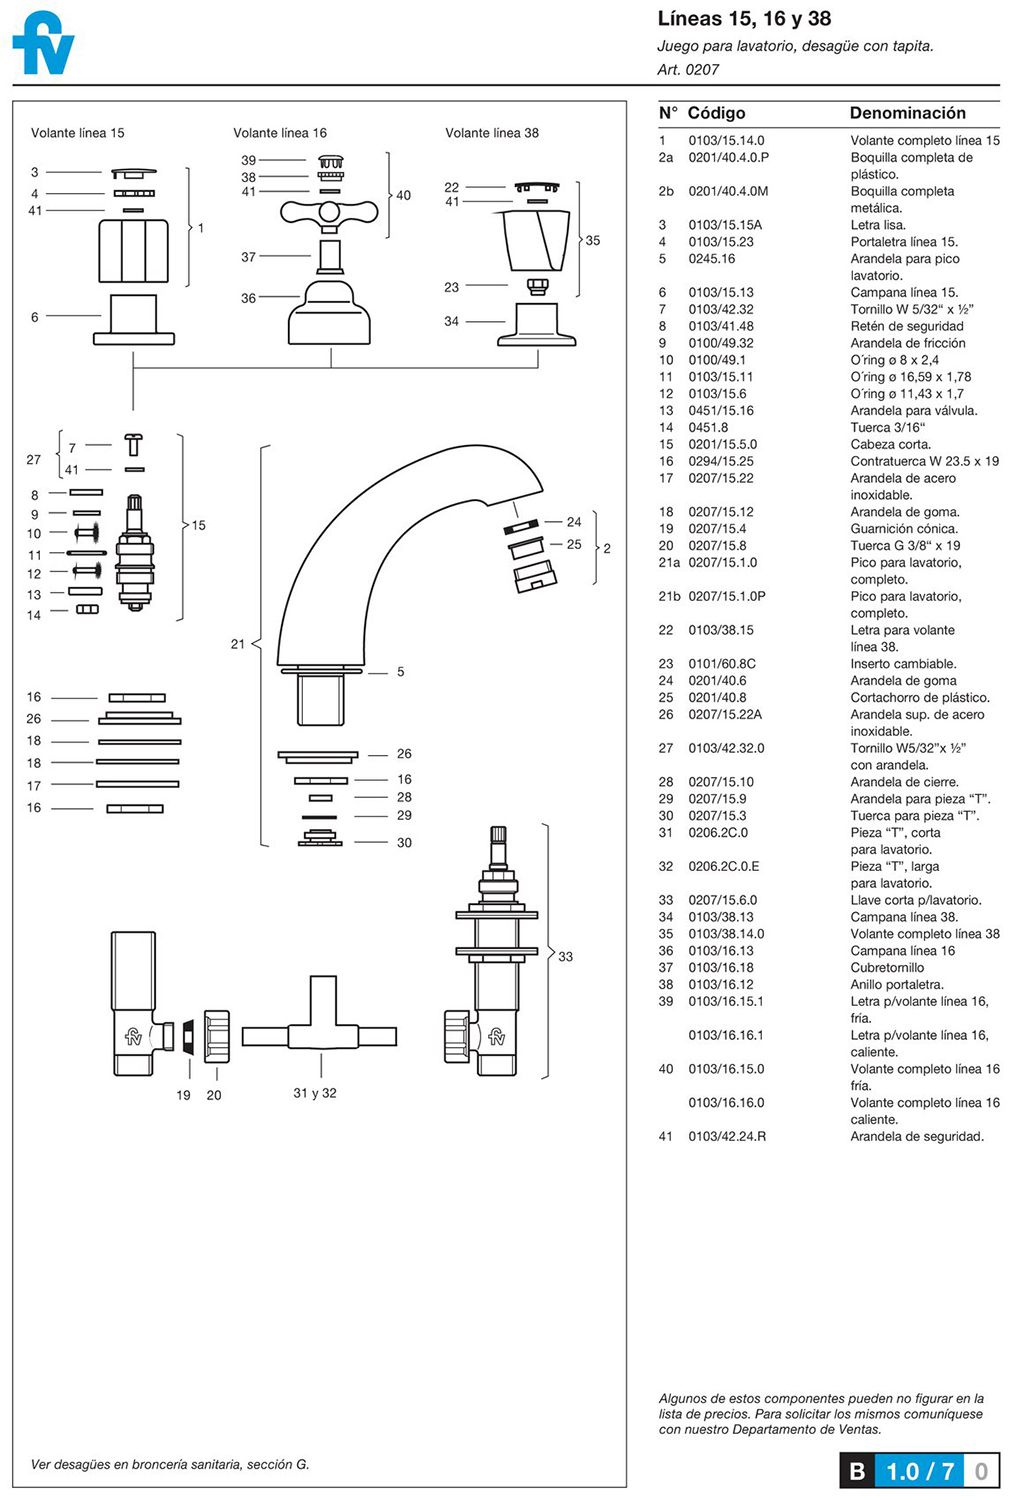 fv
Líneas 15, 16 y 38
Juego para lavatorio, desagüe con tapita.
Art. 0207
Volante línea 15
Volante línea 16
Volante línea 38
3
4
41
1
6
39
38
41
40
37
36
22
41
35
23
34
7
27
41
8
9
10
11
12
13
14
15
24
25
2
21
5
16
26
18
18
17
16
26
16
28
29
30
33
fv
fv
19
20
31 y 32
Ver desagües en broncería sanitaria, sección G.
N° Código Denominación
1 0103/15.14.0 Volante completo línea 15
2a 0201/40.4.0.P Boquilla completa de
plástico.
2b 0201/40.4.0M Boquilla completa
metálica.
3 0103/15.15A Letra lisa.
4 0103/15.23 Portaletra línea 15.
5 0245.16 Arandela para pico
lavatorio.
6 0103/15.13 Campana línea 15.
7 0103/42.32 Tornillo W 5/32“ x ½”
8 0103/41.48 Retén de seguridad
9 0100/49.32 Arandela de fricción
10 0100/49.1 O´ring ø 8 x 2,4
11 0103/15.11 O´ring ø 16,59 x 1,78
12 0103/15.6 O´ring ø 11,43 x 1,7
13 0451/15.16 Arandela para válvula.
14 0451.8 Tuerca 3/16“
15 0201/15.5.0 Cabeza corta.
16 0294/15.25 Contratuerca W 23.5 x 19
17 0207/15.22 Arandela de acero
inoxidable.
18 0207/15.12 Arandela de goma.
19 0207/15.4 Guarnición cónica.
20 0207/15.8 Tuerca G 3/8“ x 19
21a 0207/15.1.0 Pico para lavatorio,
completo.
21b 0207/15.1.0P Pico para lavatorio,
completo.
22 0103/38.15 Letra para volante
línea 38.
23 0101/60.8C Inserto cambiable.
24 0201/40.6 Arandela de goma
25 0201/40.8 Cortachorro de plástico.
26 0207/15.22A Arandela sup. de acero
inoxidable.
27 0103/42.32.0 Tornillo W5/32”x ½”
con arandela.
28 0207/15.10 Arandela de cierre.
29 0207/15.9 Arandela para pieza “T”.
30 0207/15.3 Tuerca para pieza “T”.
31 0206.2C.0 Pieza “T”, corta
para lavatorio.
32 0206.2C.0.E Pieza “T”, larga
para lavatorio.
33 0207/15.6.0 Llave corta p/lavatorio.
34 0103/38.13 Campana línea 38.
35 0103/38.14.0 Volante completo línea 38
36 0103/16.13 Campana línea 16
37 0103/16.18 Cubretornillo
38 0103/16.12 Anillo portaletra.
39 0103/16.15.1 Letra p/volante línea 16,
fría.
0103/16.16.1 Letra p/volante línea 16,
caliente.
40 0103/16.15.0 Volante completo línea 16
fría.
0103/16.16.0 Volante completo línea 16
caliente.
41 0103/42.24.R Arandela de seguridad.
Algunos de estos componentes pueden no figurar en la
lista de precios. Para solicitar los mismos comuníquese
con nuestro Departamento de Ventas.
B 1.0 / 7 0